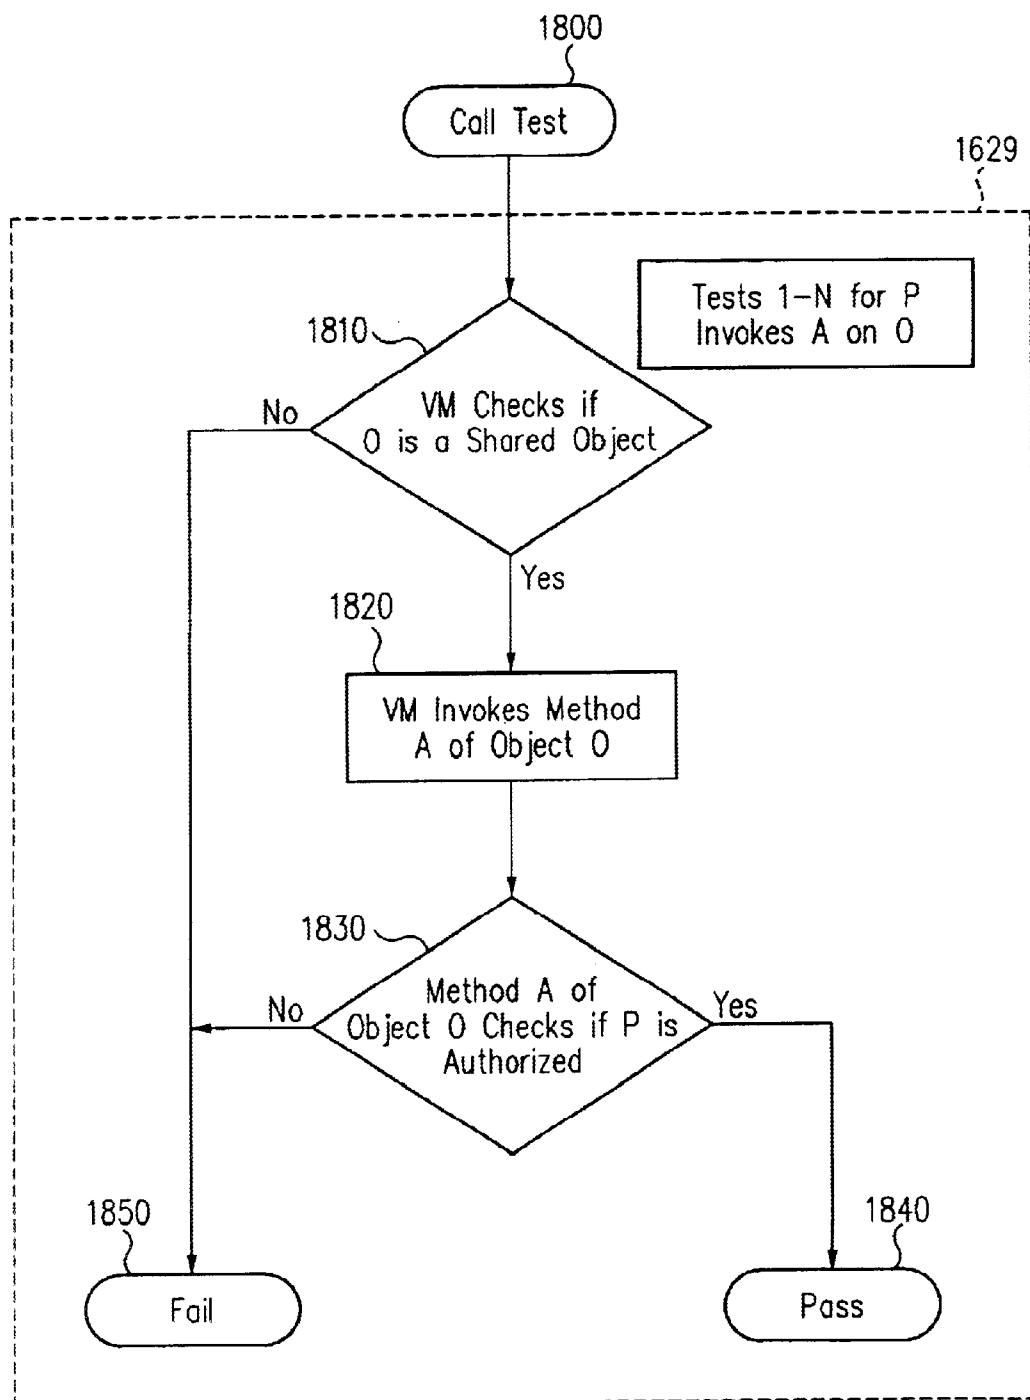 1800
Call Test
1629
Tests 1-N for P
Invokes A on O
1810
No
VM Checks if
O is a Shared Object
Yes
1820
VM Invokes Method
A of Object O
1830
No
Method A of
Object O Checks if P is
Authorized
Yes
1850
Fail
1840
Pass